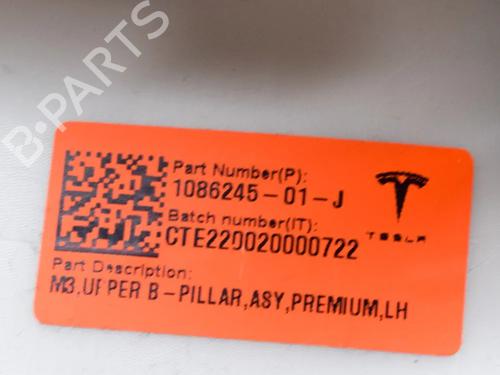 B-PARTS
Part Number(P):
1086245-01-J
Batch number(IT):
CTE220020000722
TESLA
Part Description:
M3,UPPER B-PILLAR,ASY,PREMIUM,LH